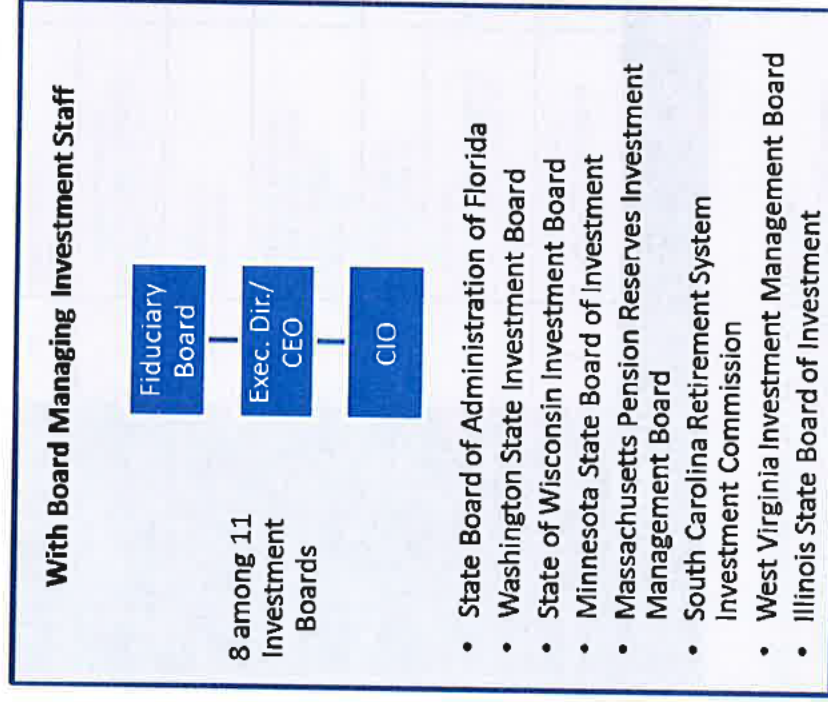 With Board Managing Investment Staff
8 among 11
Investment
Boards
Fiduciary
Board
Exec. Dir./
CEO
CIO
• State Board of Administration of Florida
• Washington State Investment Board
• State of Wisconsin Investment Board
• Minnesota State Board of Investment
• Massachusetts Pension Reserves Investment
Management Board
• South Carolina Retirement System
Investment Commission
• West Virginia Investment Management Board
• Illinois State Board of Investment